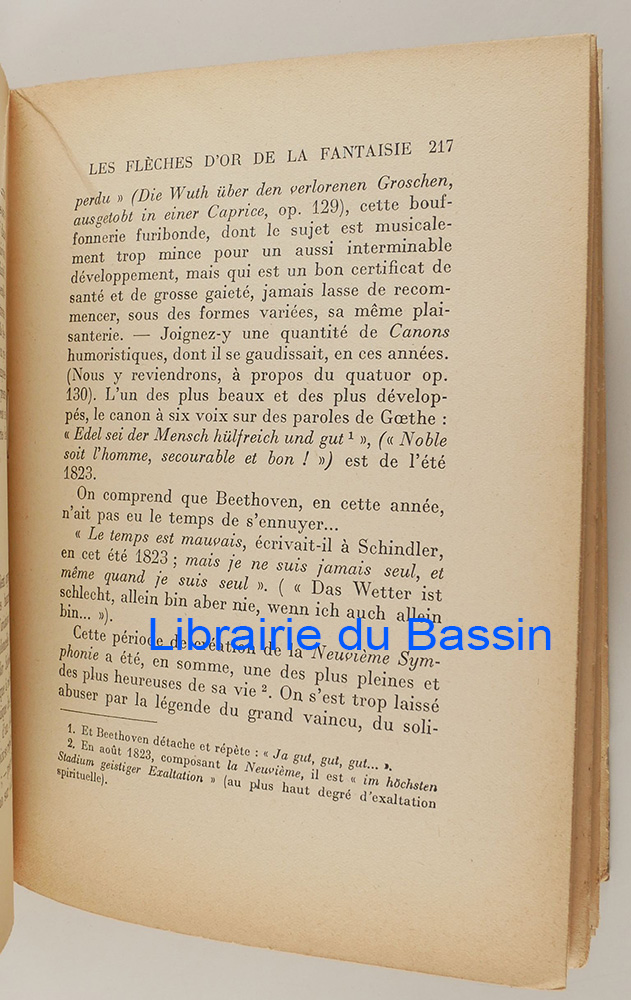 LES FLÈCHES D'OR DE LA FANTAISIE 217
perdu » (Die Wuth über den verlorenen Groschen,
ausgetobt in einer Caprice, op. 129), cette bouf-
fonnerie furibonde, dont le sujet est musicale-
ment trop mince pour un aussi interminable
développement, mais qui est un bon certificat de
santé et de grosse gaieté, jamais lasse de recom-
mencer, sous des formes variées, sa même plai-
santerie. — Joignez-y une quantité de Canons
humoristiques, dont il se gaudissait, en ces années.
(Nous y reviendrons, à propos du quatuor op.
130). L'un des plus beaux et des plus dévelop-
pés, le canon à six voix sur des paroles de Gœthe :
« Edel sei der Mensch hülfreich und gut ¹ », (« Noble
soit l'homme, secourable et bon ! ») est de l'été
1823.
On comprend que Beethoven, en cette année,
n'ait pas eu le temps de s'ennuyer...
« Le temps est mauvais, écrivait-il à Schindler,
en cet été 1823 ; mais je ne suis jamais seul, et
même quand je suis seul ». ( « Das Wetter ist
schlecht, allein bin aber nie, wenn ich auch allein
bin... »).
Librairie du Bassin
Cette période de création de la Neuvième Sym-
phonie a été, en somme, une des plus pleines et
des plus heureuses de sa vie ². On s'est trop laissé
abuser par la légende du grand vaincu, du soli-
1. Et Beethoven détache et répète : « Ja gut, gut, gut... ».
2. En août 1823, composant la Neuvième, il est « im höchsten
Stadium geistiger Exaltation » (au plus haut degré d'exaltation
spirituelle).